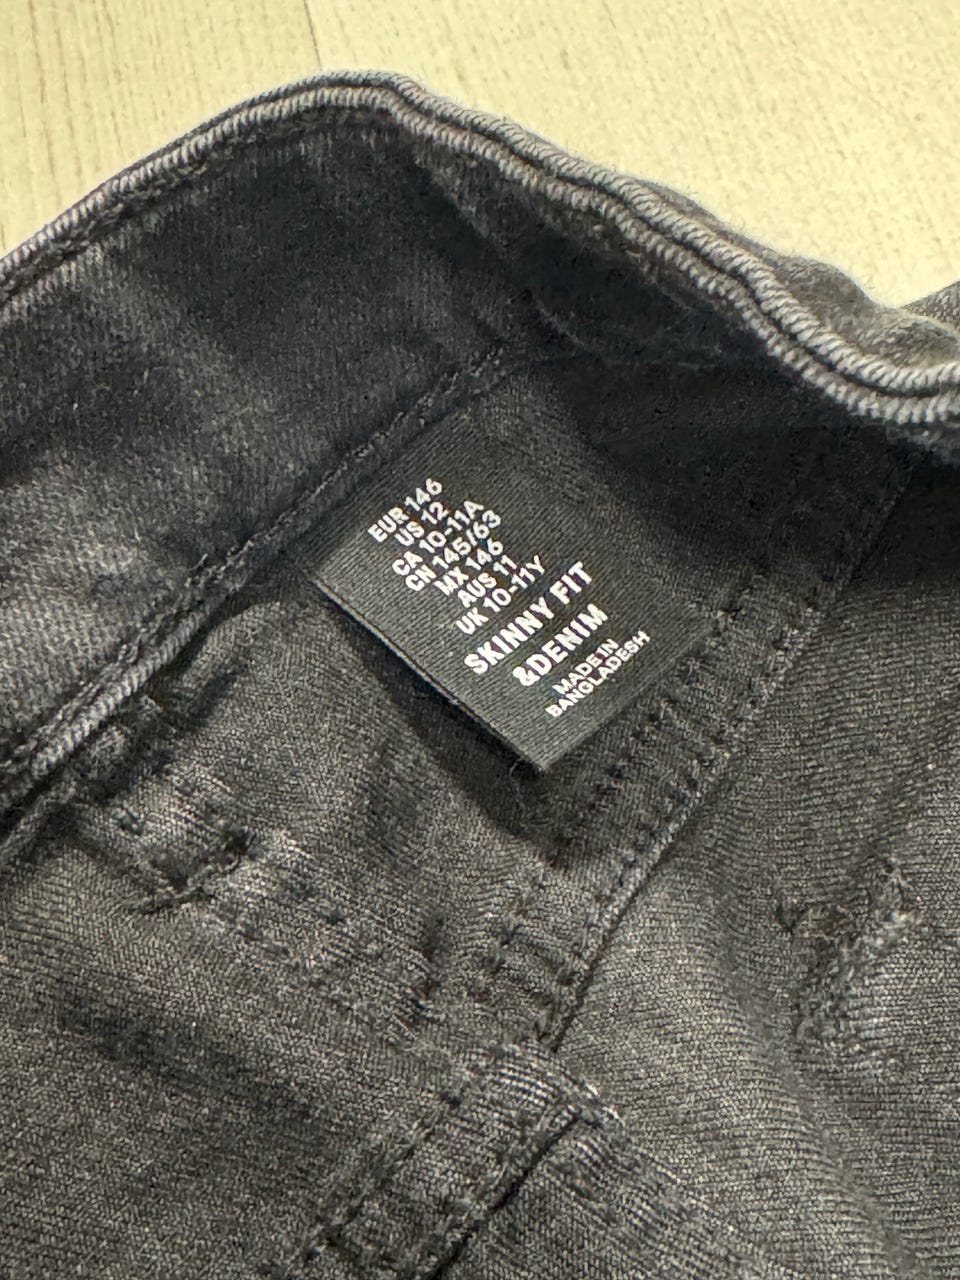 EUR 146
US 12
CA 10-11A
CN 145/63
MX 146
AUS 11
UK 10-11Y
SKINNY FIT
&DENIM
MADE IN
BANGLADESH